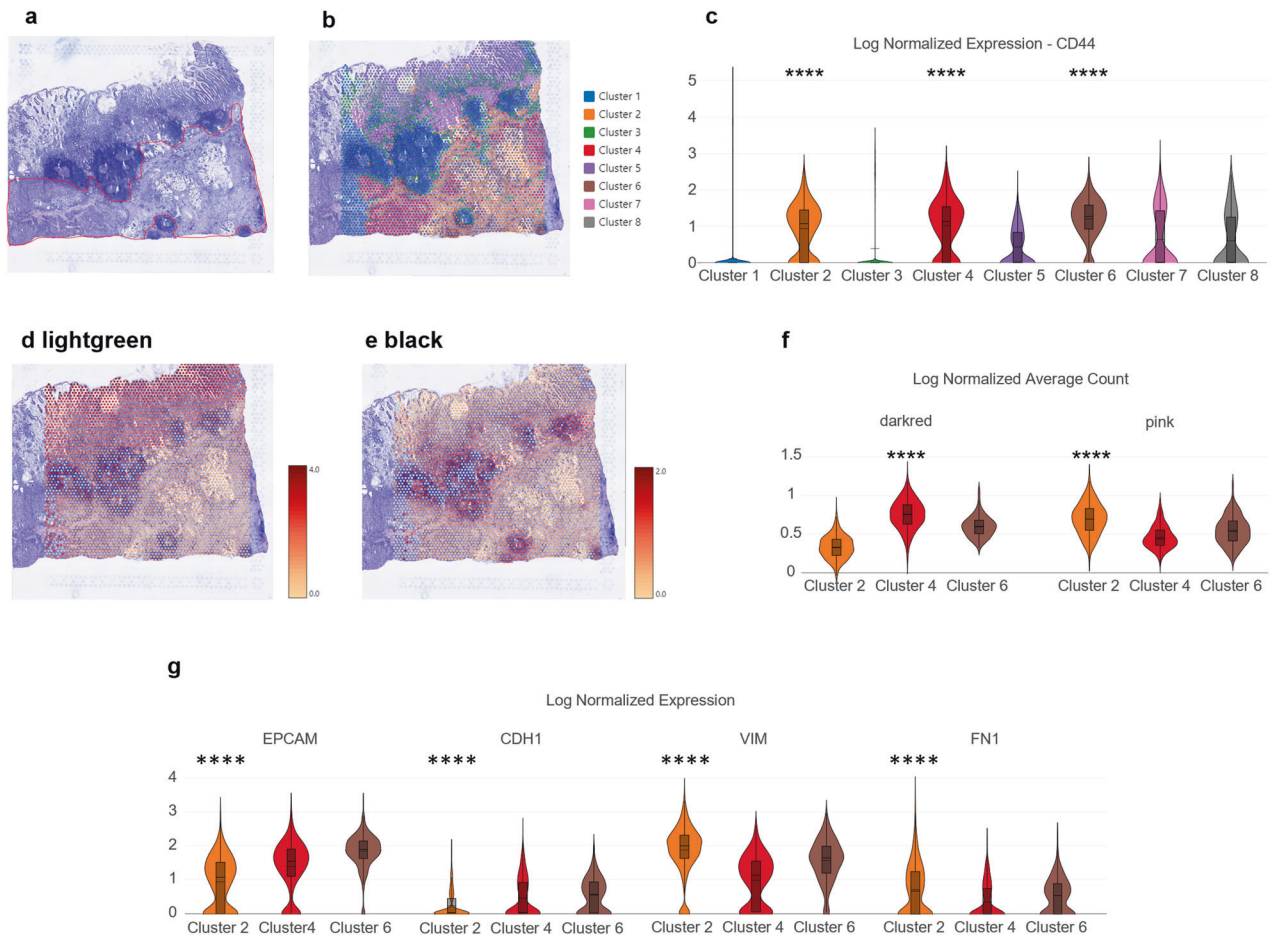 a
b
c
Log Normalized Expression - CD44
Cluster 1
Cluster 2
Cluster 3
Cluster 4
Cluster 5
Cluster 6
Cluster 7
Cluster 8
**** **** ****
5
4
3
2
1
0
Cluster 1 Cluster 2 Cluster 3 Cluster 4 Cluster 5 Cluster 6 Cluster 7 Cluster 8
d lightgreen
4.0
0.0
e black
2.0
0.0
f
Log Normalized Average Count
darkred pink
**** ****
1.5
1
0.5
0
Cluster 2 Cluster 4 Cluster 6 Cluster 2 Cluster 4 Cluster 6
g
Log Normalized Expression
EPCAM CDH1 VIM FN1
**** **** **** ****
4
3
2
1
0
Cluster 2 Cluster4 Cluster 6 Cluster 2 Cluster 4 Cluster 6 Cluster 2 Cluster 4 Cluster 6 Cluster 2 Cluster 4 Cluster 6